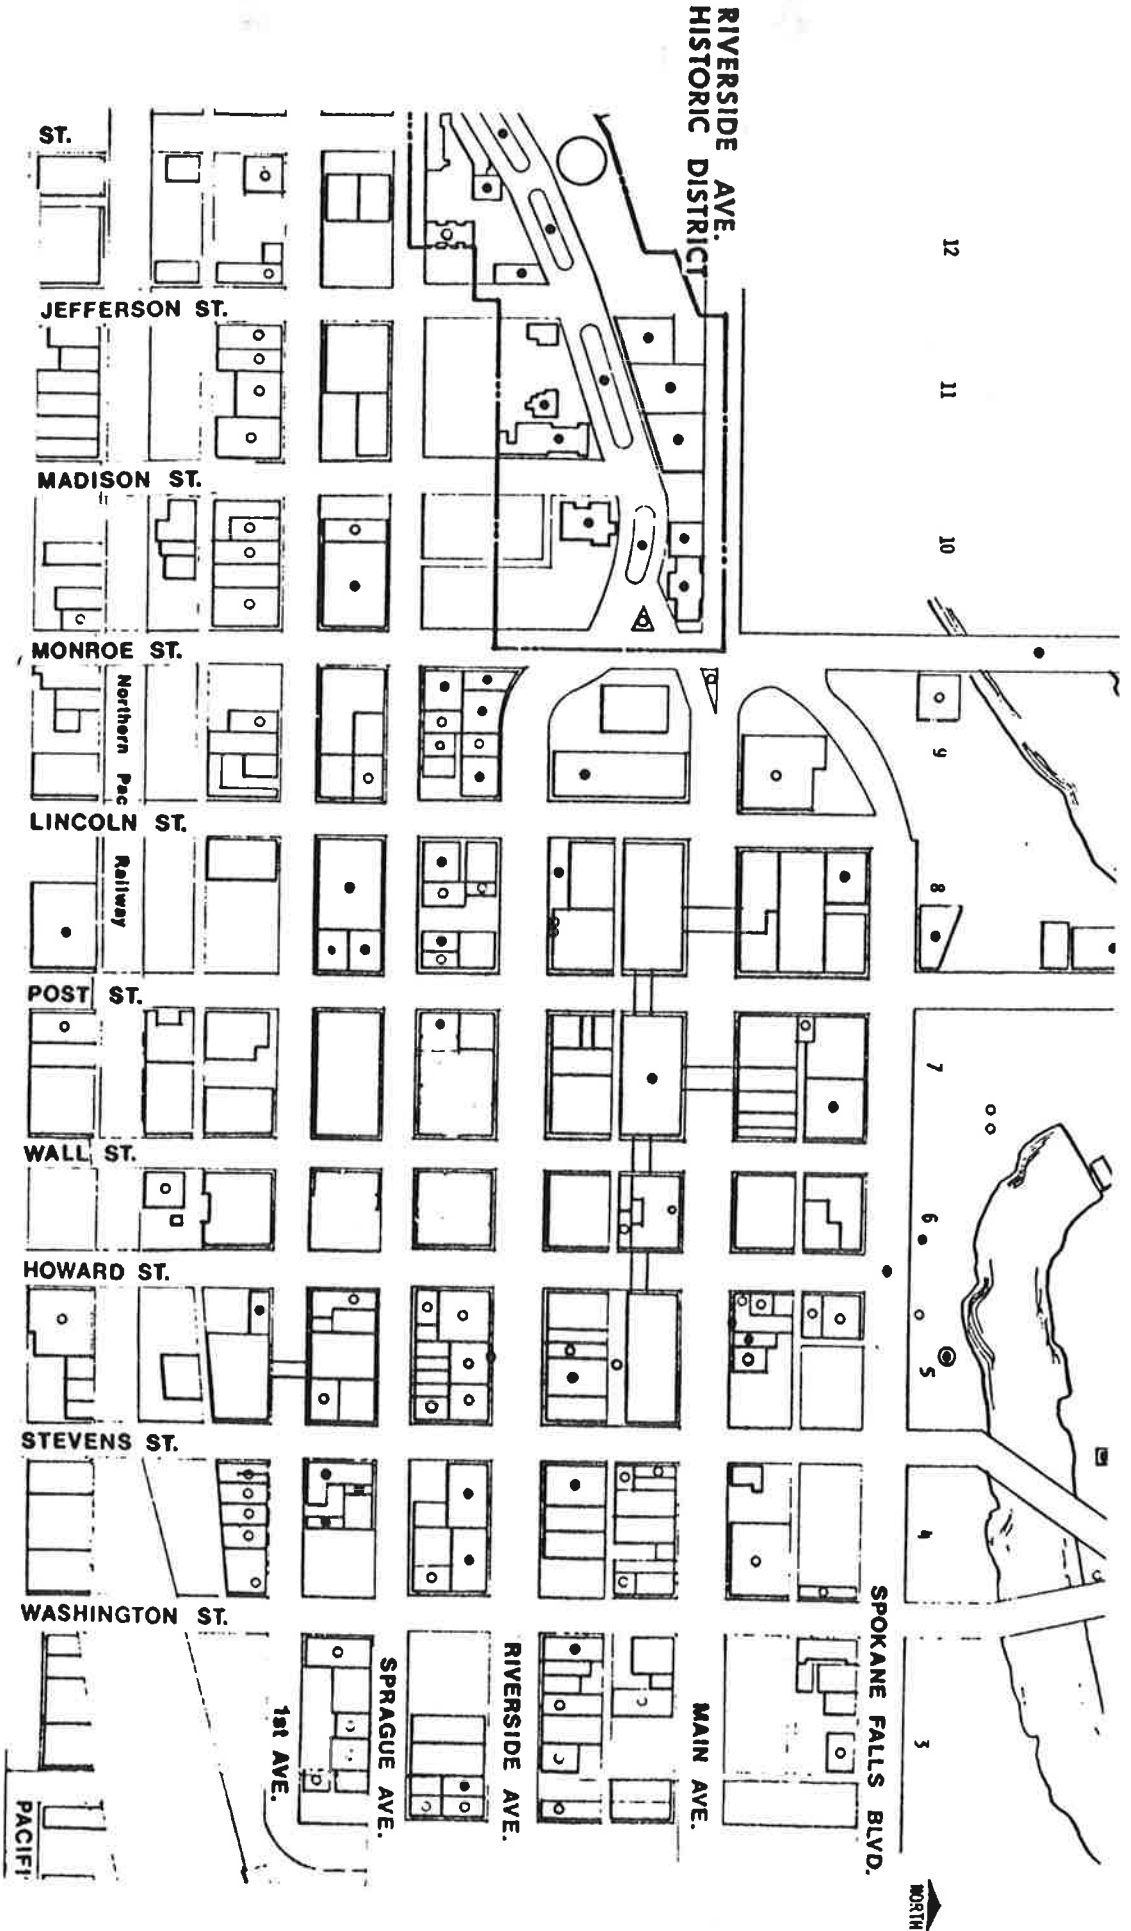 RIVERSIDE AVE.
HISTORIC DISTRICT
12
11
10
9
8
7
6
5
4
3
ST.
JEFFERSON ST.
MADISON ST.
MONROE ST.
LINCOLN ST.
POST ST.
WALL ST.
HOWARD ST.
STEVENS ST.
WASHINGTON ST.
Northern Pac
Railway
SPOKANE FALLS BLVD.
MAIN AVE.
RIVERSIDE AVE.
SPRAGUE AVE.
1st AVE.
PACIFI
NORTH